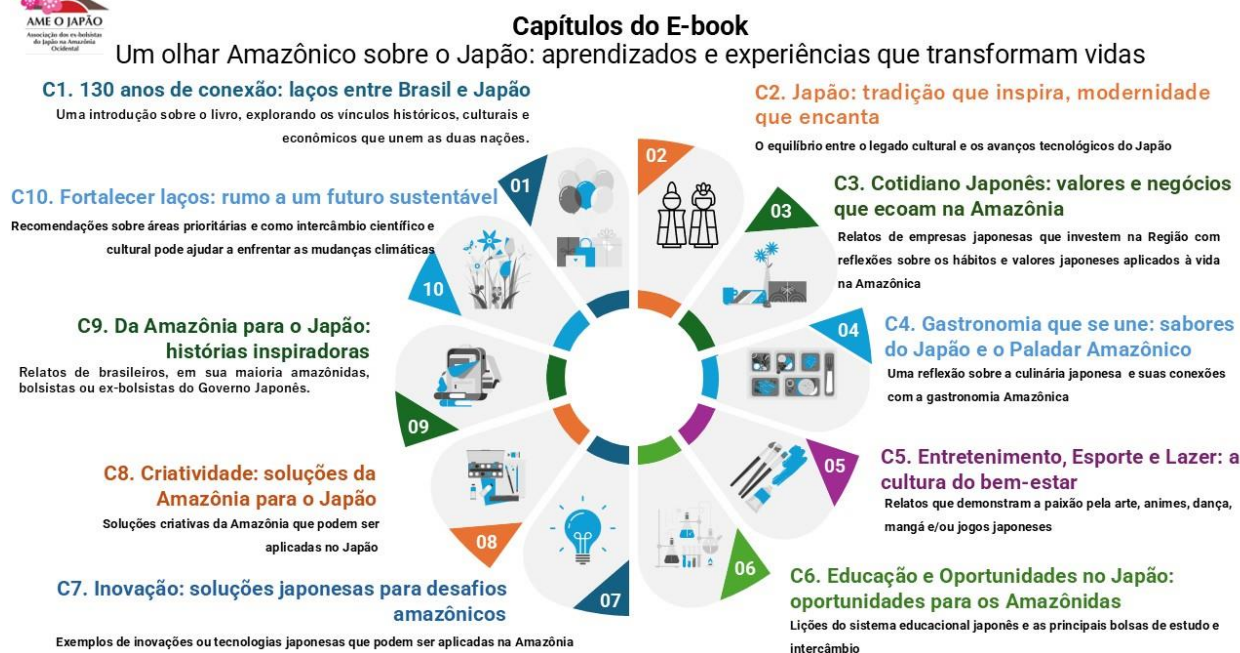 AME O JAPÃO
Associação dos ex-bolsistas
do Japão na Amazônia
Ocidental
Capítulos do E-book
Um olhar Amazônico sobre o Japão: aprendizados e experiências que transformam vidas
C1. 130 anos de conexão: laços entre Brasil e Japão
Uma introdução sobre o livro, explorando os vínculos históricos, culturais e
econômicos que unem as duas nações.
01
C2. Japão: tradição que inspira, modernidade
que encanta
O equilíbrio entre o legado cultural e os avanços tecnológicos do Japão
02
C3. Cotidiano Japonês: valores e negócios
que ecoam na Amazônia
Relatos de empresas japonesas que investem na Região com
reflexões sobre os hábitos e valores japoneses aplicados à vida
na Amazônica
03
C4. Gastronomia que se une: sabores
do Japão e o Paladar Amazônico
Uma reflexão sobre a culinária japonesa e suas conexões
com a gastronomia Amazônica
04
C5. Entretenimento, Esporte e Lazer: a
cultura do bem-estar
Relatos que demonstram a paixão pela arte, animes, dança,
mangá e/ou jogos japoneses
05
C6. Educação e Oportunidades no Japão:
oportunidades para os Amazônidas
Lições do sistema educacional japonês e as principais bolsas de estudo e
intercâmbio
06
C7. Inovação: soluções japonesas para desafios
amazônicos
Exemplos de inovações ou tecnologias japonesas que podem ser aplicadas na Amazônia
07
C8. Criatividade: soluções da
Amazônia para o Japão
Soluções criativas da Amazônia que podem ser
aplicadas no Japão
08
C9. Da Amazônia para o Japão:
histórias inspiradoras
Relatos de brasileiros, em sua maioria amazônidas,
bolsistas ou ex-bolsistas do Governo Japonês.
09
C10. Fortalecer laços: rumo a um futuro sustentável
Recomendações sobre áreas prioritárias e como intercâmbio científico e
cultural pode ajudar a enfrentar as mudanças climáticas
10